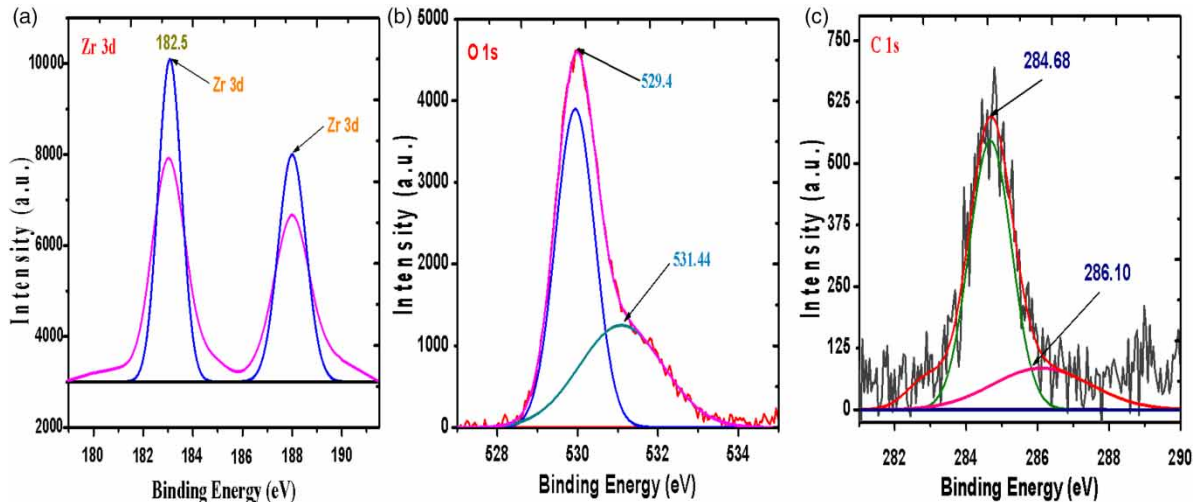 (a)
Zr 3d
182.5
Zr 3d
Zr 3d
10000
8000
6000
4000
2000
Intensity (a.u.)
180 182 184 186 188 190
Binding Energy (eV)
(b)
O 1s
529.4
531.44
5000
4000
3000
2000
1000
0
Intensity (a.u.)
528 530 532 534
Binding Energy (eV)
(c)
C 1s
284.68
286.10
750
625
500
375
250
125
0
Intensity (a.u.)
282 284 286 288 290
Binding Energy (eV)